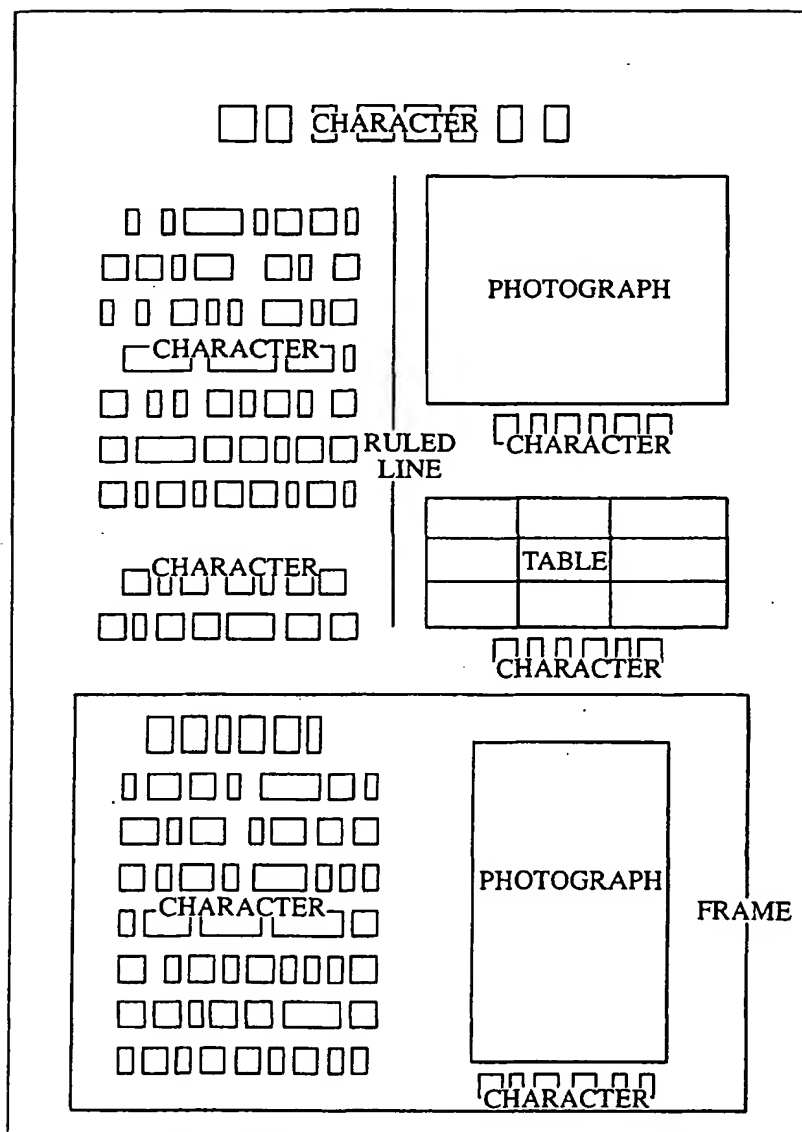 CHARACTER
CHARACTER
RULED
LINE
CHARACTER
PHOTOGRAPH
CHARACTER
TABLE
CHARACTER
CHARACTER
PHOTOGRAPH
CHARACTER
FRAME